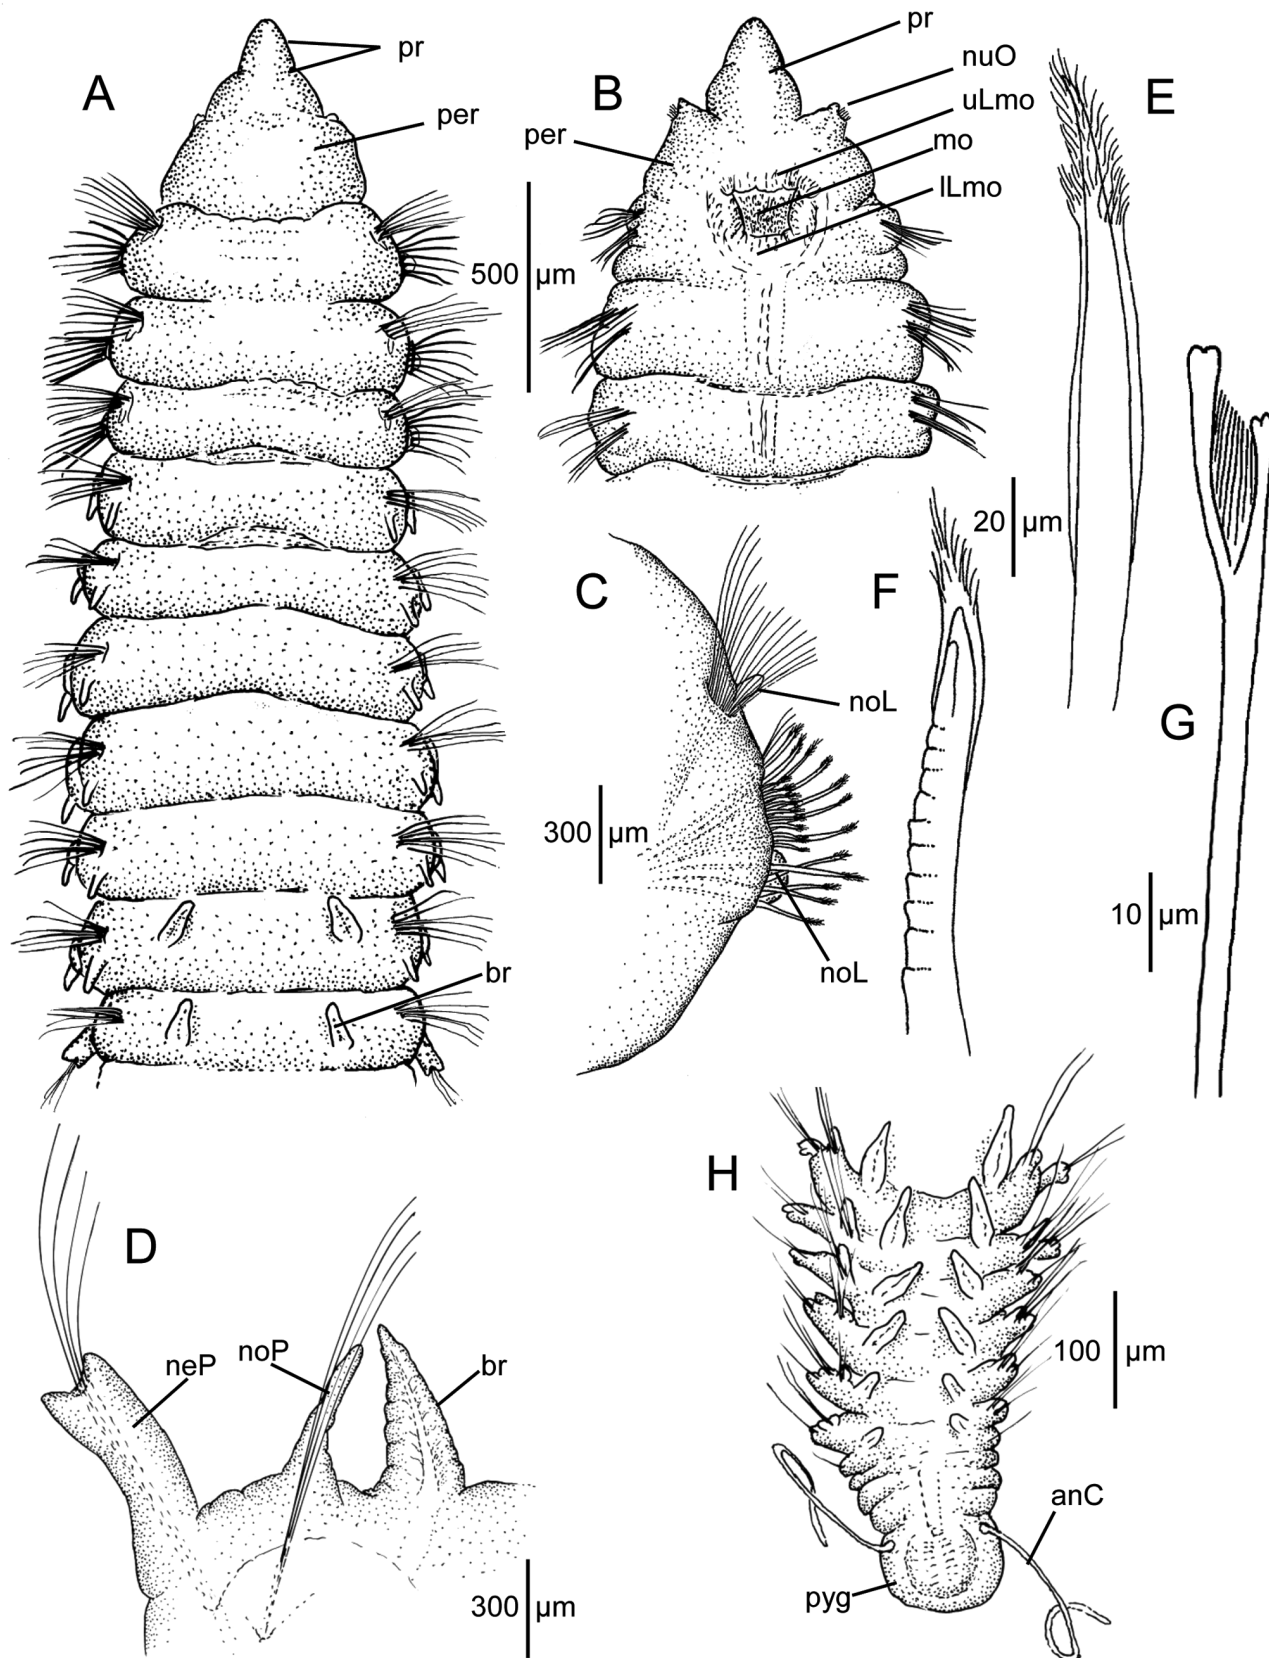 A
pr
per
B
pr
nuO
uLmo
mo
lLmo
per
500 µm
E
20 µm
C
noL
300 µm
noL
F
G
10 µm
br
D
neP
noP
br
300 µm
H
100 µm
anC
pyg